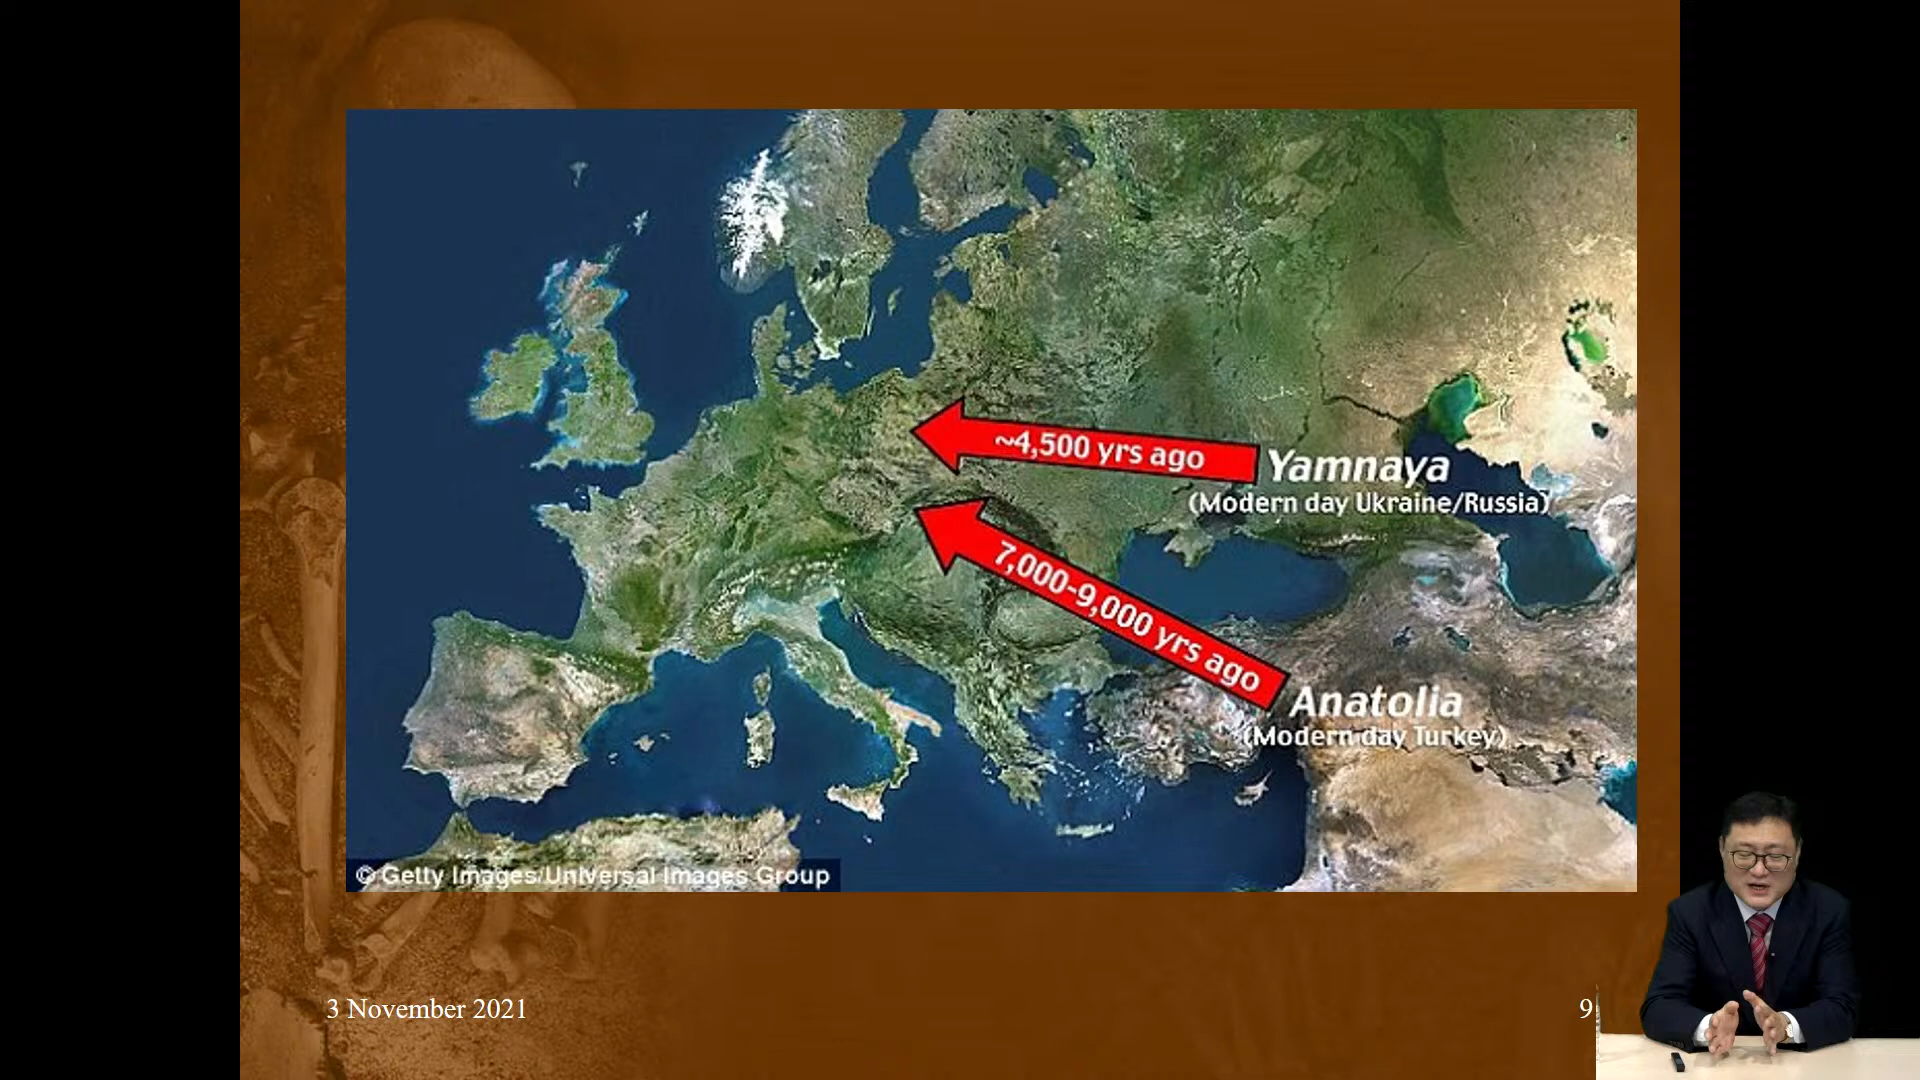 ~4,500 yrs ago
Yamnaya
(Modern day Ukraine/Russia)
7,000-9,000 yrs ago
Anatolia
(Modern day Turkey)
© Getty Images/Universal Images Group
3 November 2021
9